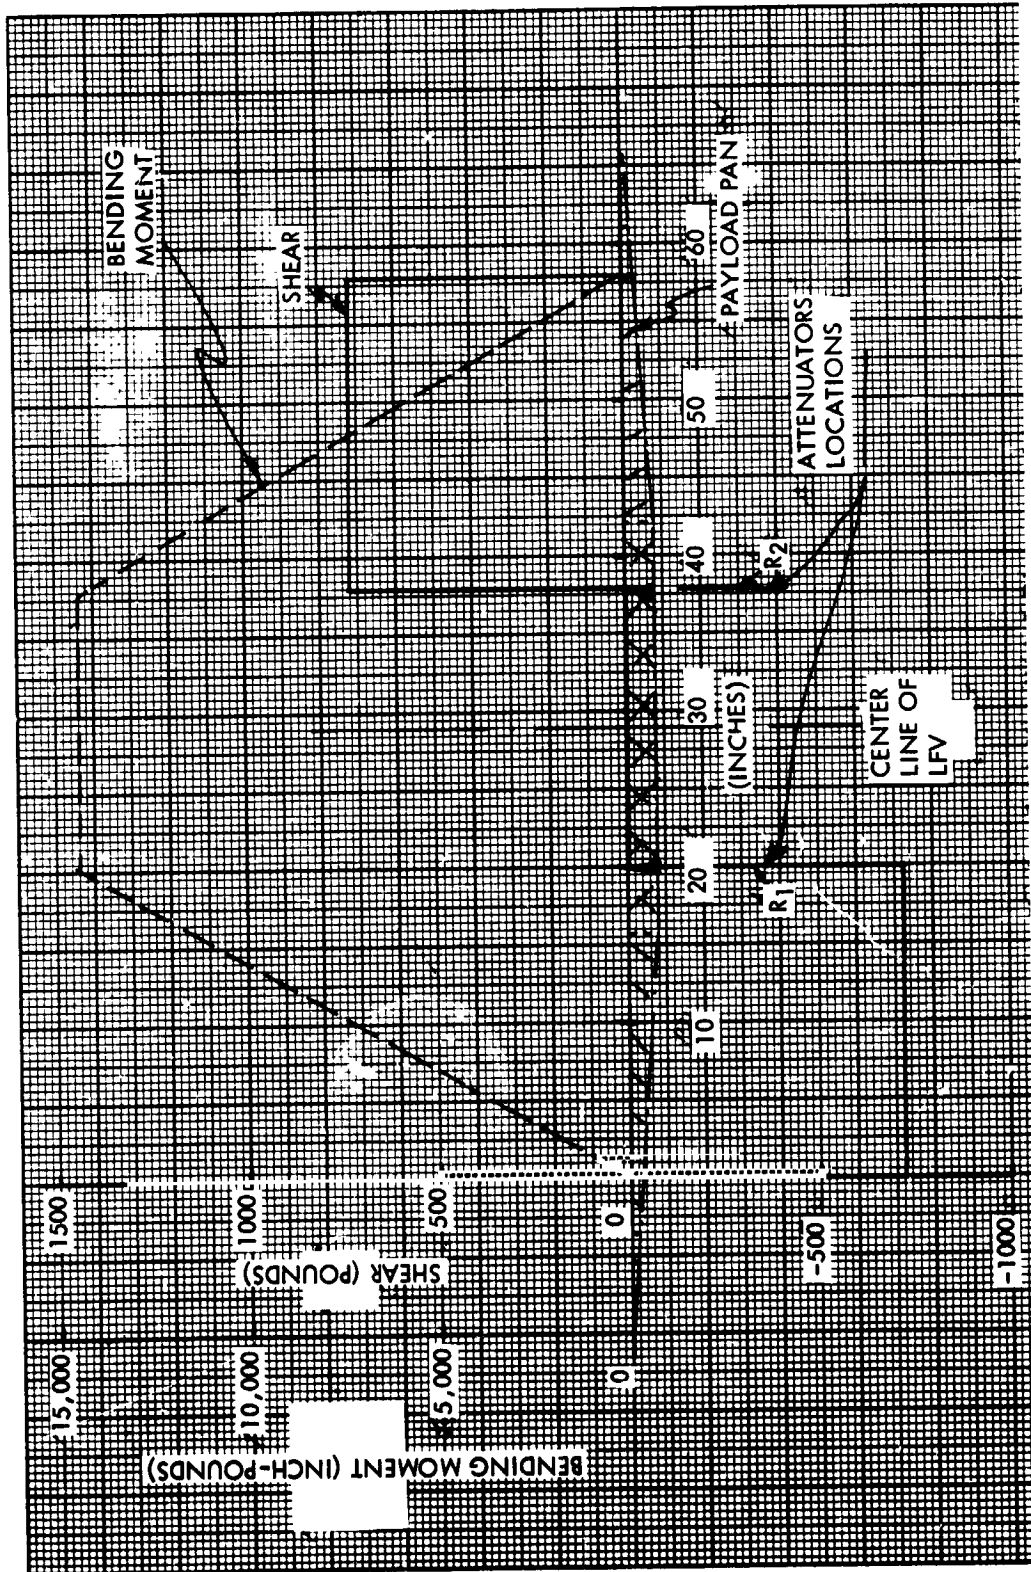 BENDING MOMENT (INCH-POUNDS)
15,000
10,000
5,000
0
SHEAR (POUNDS)
1500
1000
500
0
-500
-1000
BENDING
MOMENT
SHEAR
10
20
30
40
50
60
(INCHES)
PAYLOAD PAN
R1
R2
ATTENUATORS
LOCATIONS
CENTER
LINE OF
LFV